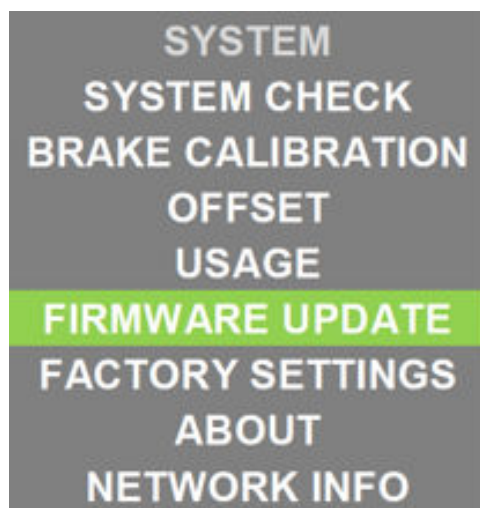 SYSTEM
SYSTEM CHECK
BRAKE CALIBRATION
OFFSET
USAGE
FIRMWARE UPDATE
FACTORY SETTINGS
ABOUT
NETWORK INFO